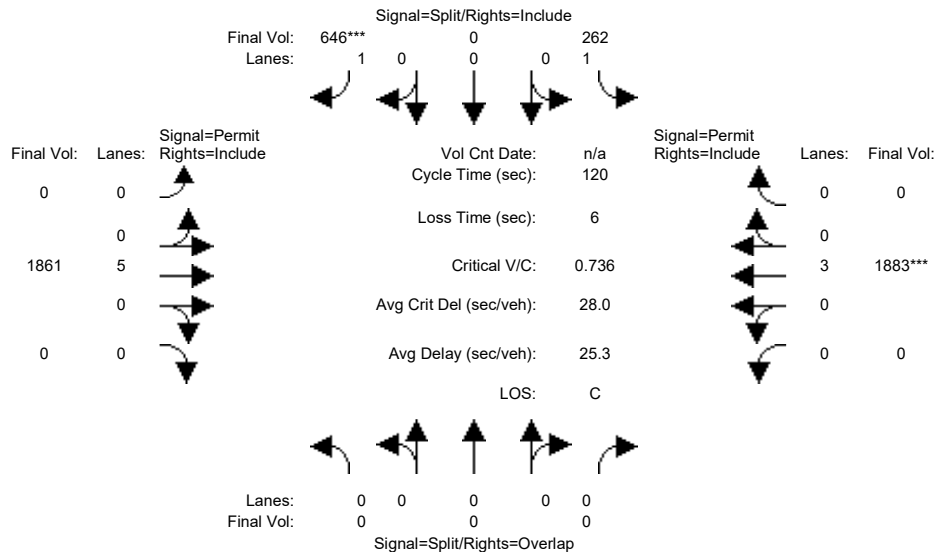 Signal=Split/Rights=Include
Final Vol: 646*** 0 262
Lanes: 1 0 0 0 1
Signal=Permit Signal=Permit
Final Vol: Lanes: Rights=Include Vol Cnt Date: n/a Rights=Include Lanes: Final Vol:
Cycle Time (sec): 120
0 0 0 0
Loss Time (sec): 6
0 0
1861 5 Critical V/C: 0.736 3 1883***
0 Avg Crit Del (sec/veh): 28.0 0
0 0 Avg Delay (sec/veh): 25.3 0 0
LOS: C
Lanes: 0 0 0 0 0
Final Vol: 0 0 0
Signal=Split/Rights=Overlap